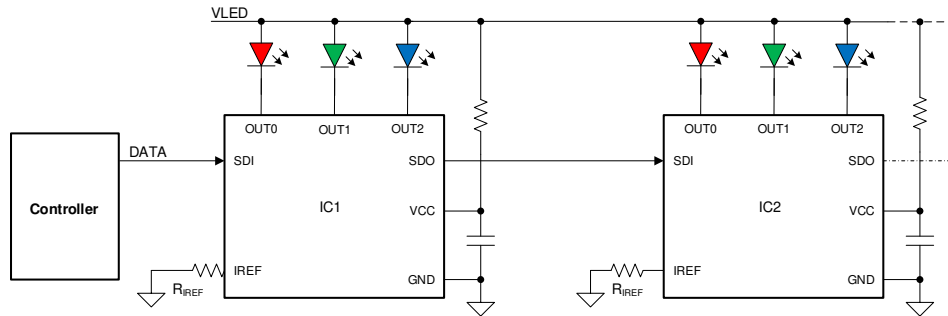 VLED
OUT0 OUT1 OUT2
OUT0 OUT1 OUT2
DATA
SDI
SDO
SDI
SDO
Controller
IC1
VCC
IC2
VCC
IREF
GND
IREF
GND
RIREF
RIREF